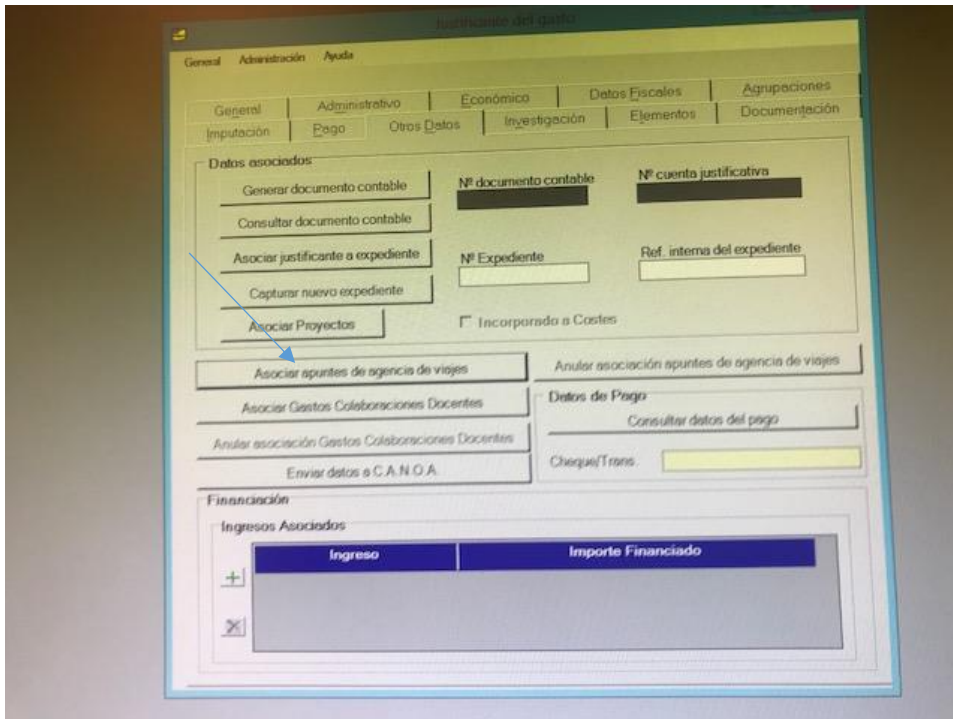 Justificante del gasto
General Administración Ayuda
General Administrativo Económico Datos Fiscales Agrupaciones
Imputación Pago Otros Datos Investigación Elementos Documentación
Datos asociados
Generar documento contable
Nº documento contable
Nº cuenta justificativa
Consultar documento contable
Asociar justificante a expediente
Nº Expediente
Ref. interna del expediente
Capturar nuevo expediente
Asociar Proyectos
Incorporado a Costes
Asociar apuntes de agencia de viajes
Anular asociación apuntes de agencia de viajes
Asociar Gastos Colaboraciones Docentes
Datos de Pago
Consultar datos del pago
Anular asociación Gastos Colaboraciones Docentes
Cheque/Trans.
Enviar datos a C.A.N.O.A.
Financiación
Ingresos Asociados
Ingreso Importe Financiado